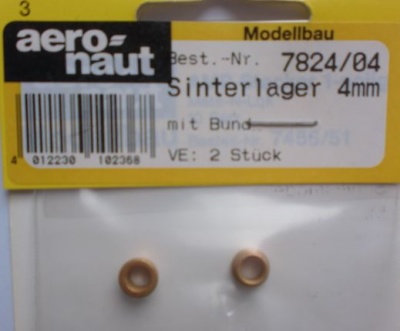 3
Modellbau
aero-
naut
Best.-Nr. 7824/04
Sinterlager 4mm
mit Bund
VE: 2 Stück
4 012230 102368